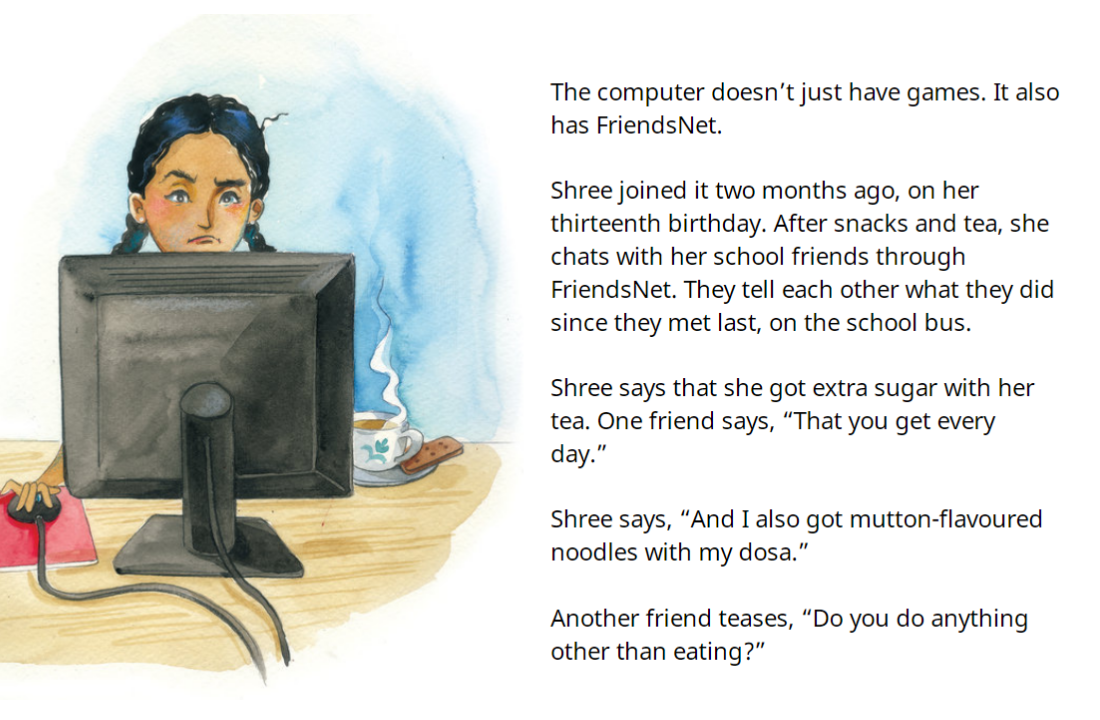 The computer doesn’t just have games. It also
has FriendsNet.
Shree joined it two months ago, on her
thirteenth birthday. After snacks and tea, she
chats with her school friends through
FriendsNet. They tell each other what they did
since they met last, on the school bus.
Shree says that she got extra sugar with her
tea. One friend says, “That you get every
day.”
Shree says, “And I also got mutton-flavoured
noodles with my dosa.”
Another friend teases, “Do you do anything
other than eating?”